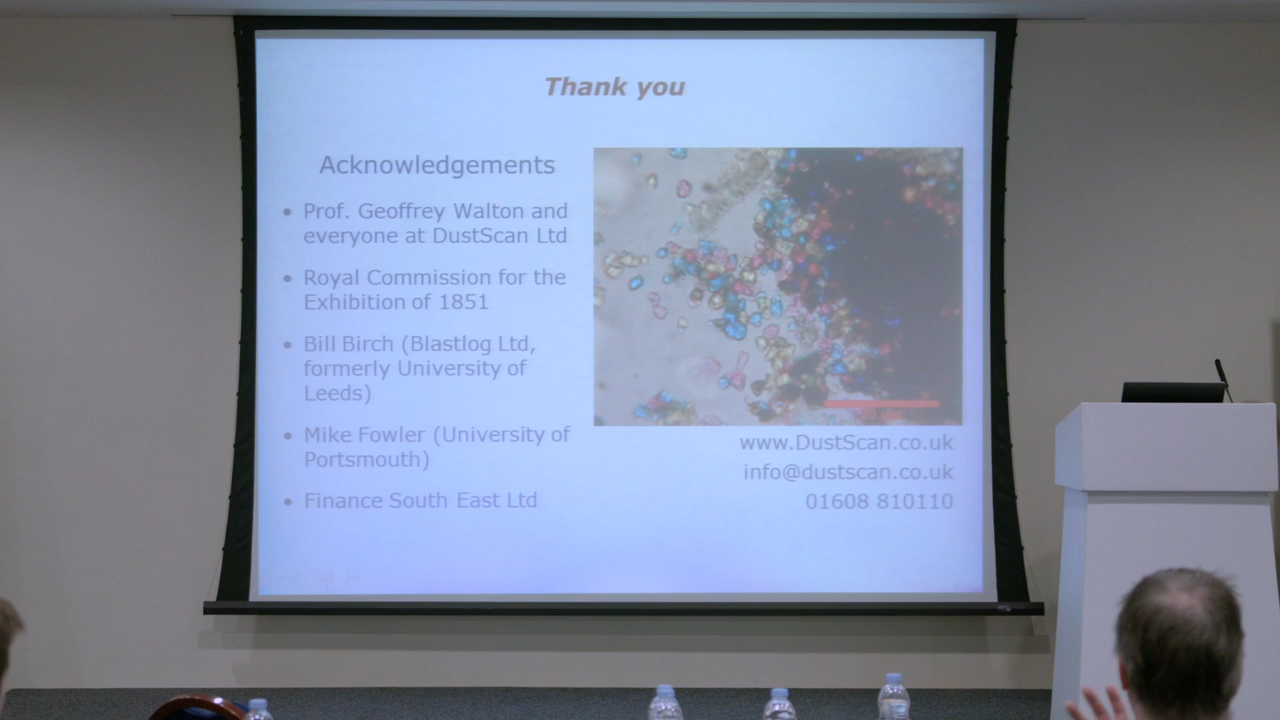 Thank you
Acknowledgements
• Prof. Geoffrey Walton and
everyone at DustScan Ltd
• Royal Commission for the
Exhibition of 1851
• Bill Birch (Blastlog Ltd,
formerly University of
Leeds)
• Mike Fowler (University of
Portsmouth)
• Finance South East Ltd
www.DustScan.co.uk
info@dustscan.co.uk
01608 810110